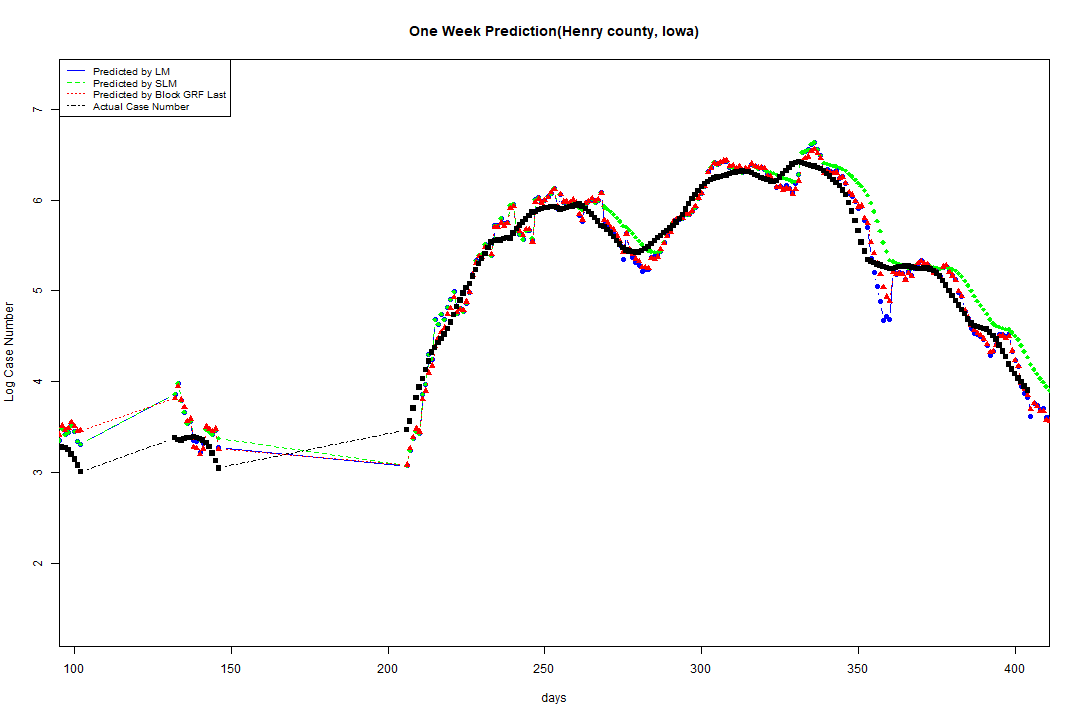 One Week Prediction(Henry county, Iowa)
Predicted by LM
Predicted by SLM
Predicted by Block GRF Last
Actual Case Number
7
6
5
4
3
2
Log Case Number
100 150 200 250 300 350 400
days